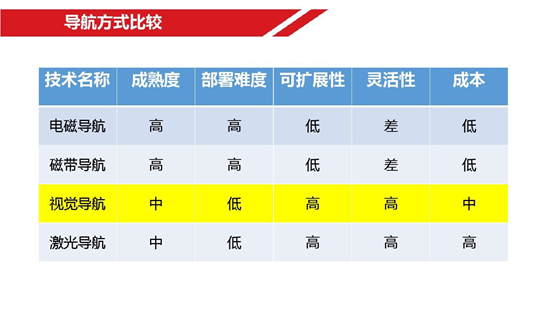 导航方式比较
技术名称 成熟度 部署难度 可扩展性 灵活性 成本
电磁导航 高 高 低 差 低
磁带导航 高 高 低 差 低
视觉导航 中 低 高 高 中
激光导航 中 低 高 高 高